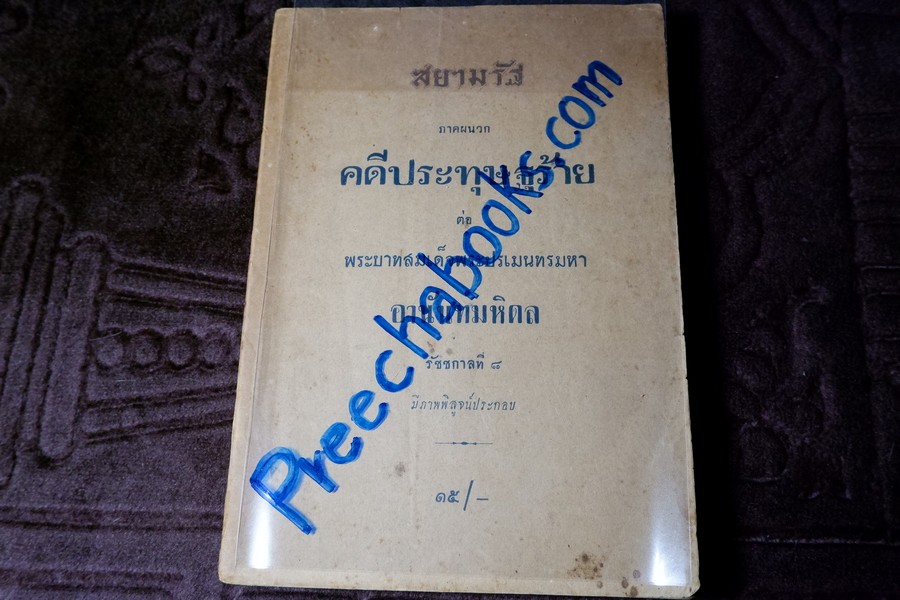 สยามรัฐ
ภาคผนวก
คดีประทุษร้าย
ต่อ
พระบาทสมเด็จพระปรเมนทรมหา
อานันทมหิดล
รัชชกาลที่ ๘
มีภาพพิสูจน์ประกอบ
๑๕/-
Preechabooks.com